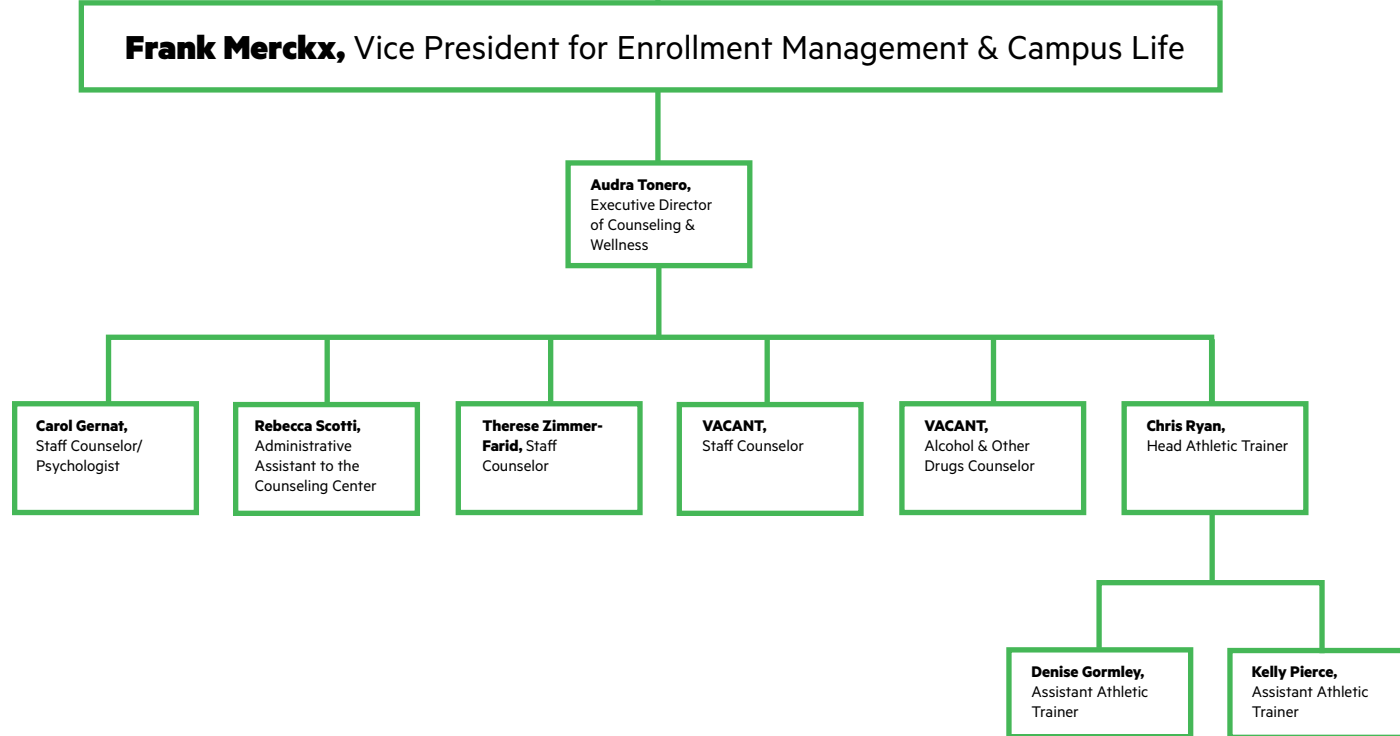 Frank Merckx, Vice President for Enrollment Management & Campus Life
Audra Tonero,
Executive Director
of Counseling &
Wellness
Carol Gernat,
Staff Counselor/
Psychologist
Rebecca Scotti,
Administrative
Assistant to the
Counseling Center
Therese Zimmer-
Farid, Staff
Counselor
VACANT,
Staff Counselor
VACANT,
Alcohol & Other
Drugs Counselor
Chris Ryan,
Head Athletic Trainer
Denise Gormley,
Assistant Athletic
Trainer
Kelly Pierce,
Assistant Athletic
Trainer